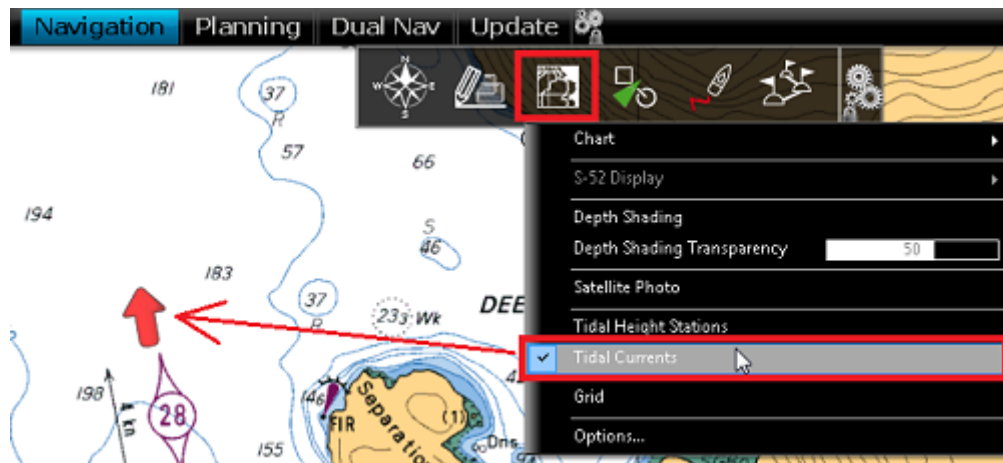 Navigation Planning Dual Nav Update
N
W E
S
181
37
R
57
66
194
S
46
183
37
R
233 Wk
DEE
198
4 kn
28
155
146
FIR
Separatio
(1)
Dns
Chart
S-52 Display
Depth Shading
Depth Shading Transparency 50
Satellite Photo
Tidal Height Stations
Tidal Currents
Grid
Options...